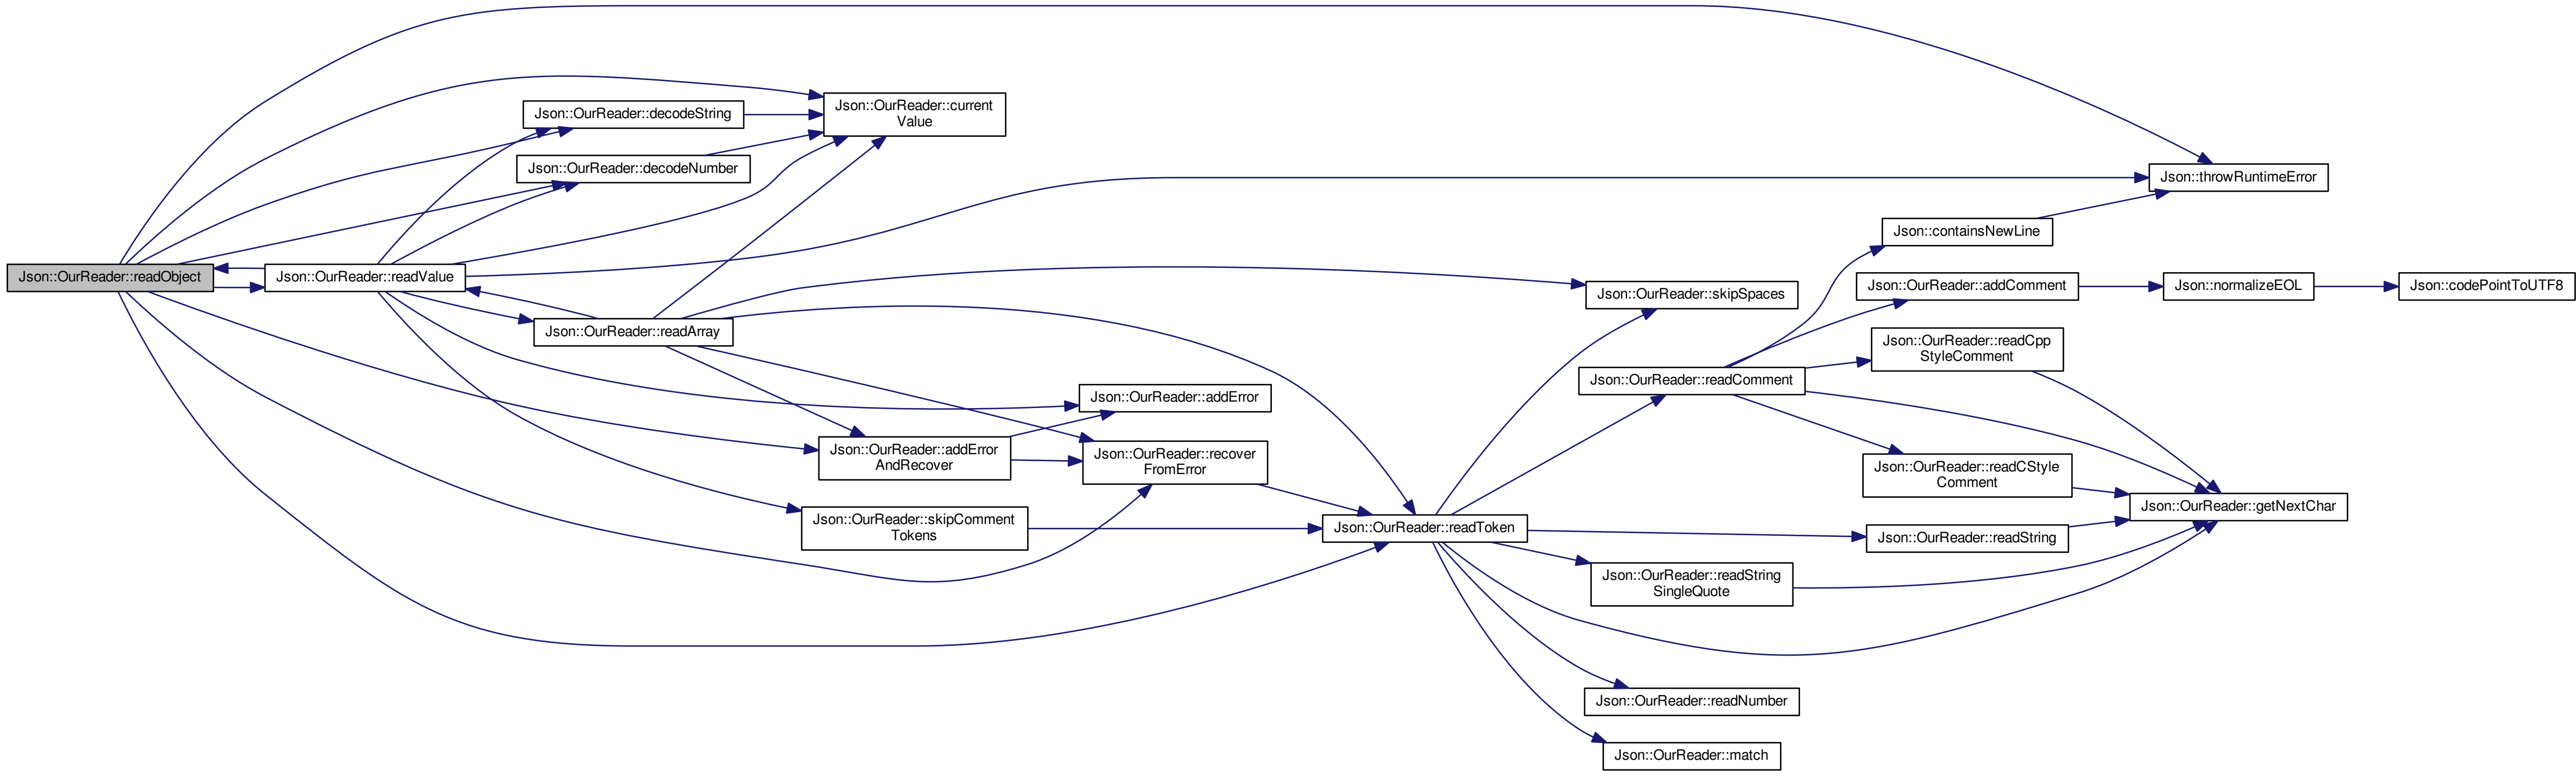 Json::OurReader::readObject
Json::OurReader::readValue
Json::OurReader::decodeString
Json::OurReader::decodeNumber
Json::OurReader::readArray
Json::OurReader::current
Value
Json::OurReader::addError
AndRecover
Json::OurReader::skipComment
Tokens
Json::OurReader::addError
Json::OurReader::recover
FromError
Json::OurReader::readToken
Json::OurReader::skipSpaces
Json::OurReader::readComment
Json::OurReader::readString
SingleQuote
Json::OurReader::readNumber
Json::OurReader::match
Json::containsNewLine
Json::OurReader::addComment
Json::OurReader::readCpp
StyleComment
Json::OurReader::readCStyle
Comment
Json::OurReader::readString
Json::throwRuntimeError
Json::normalizeEOL
Json::OurReader::getNextChar
Json::codePointToUTF8